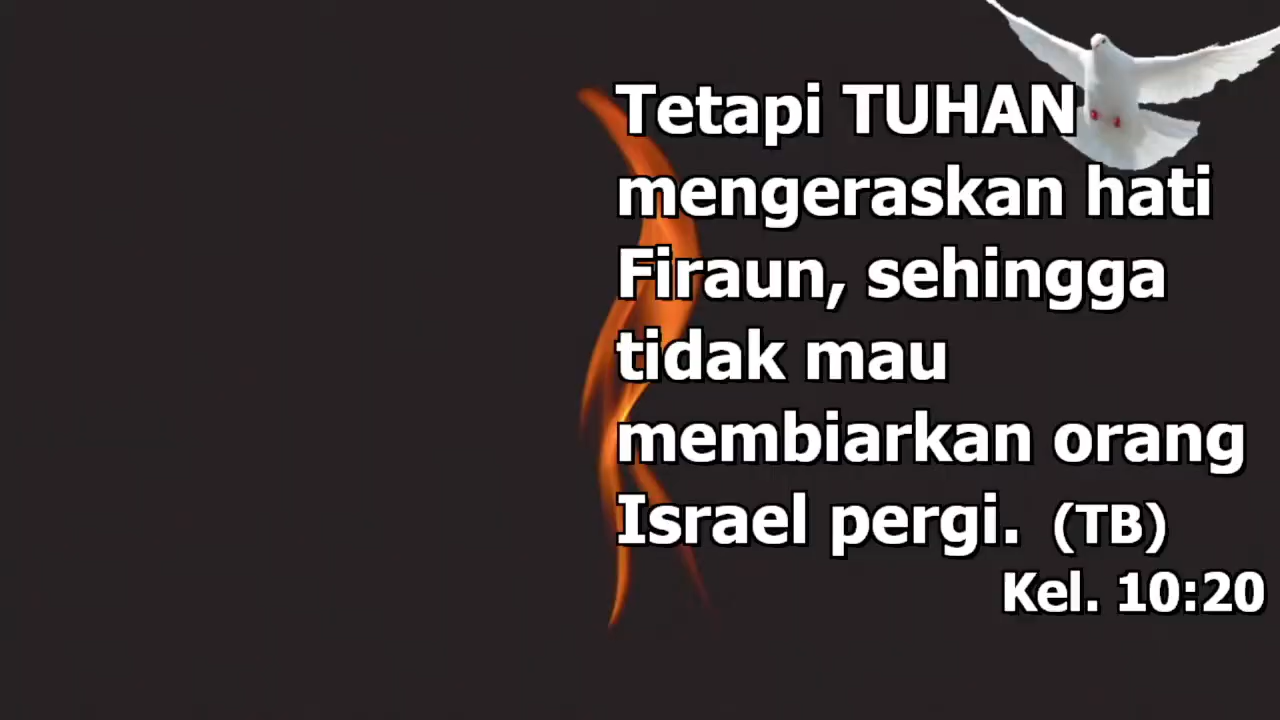 Tetapi TUHAN
mengeraskan hati
Firaun, sehingga
tidak mau
membiarkan orang
Israel pergi. (TB)
Kel. 10:20